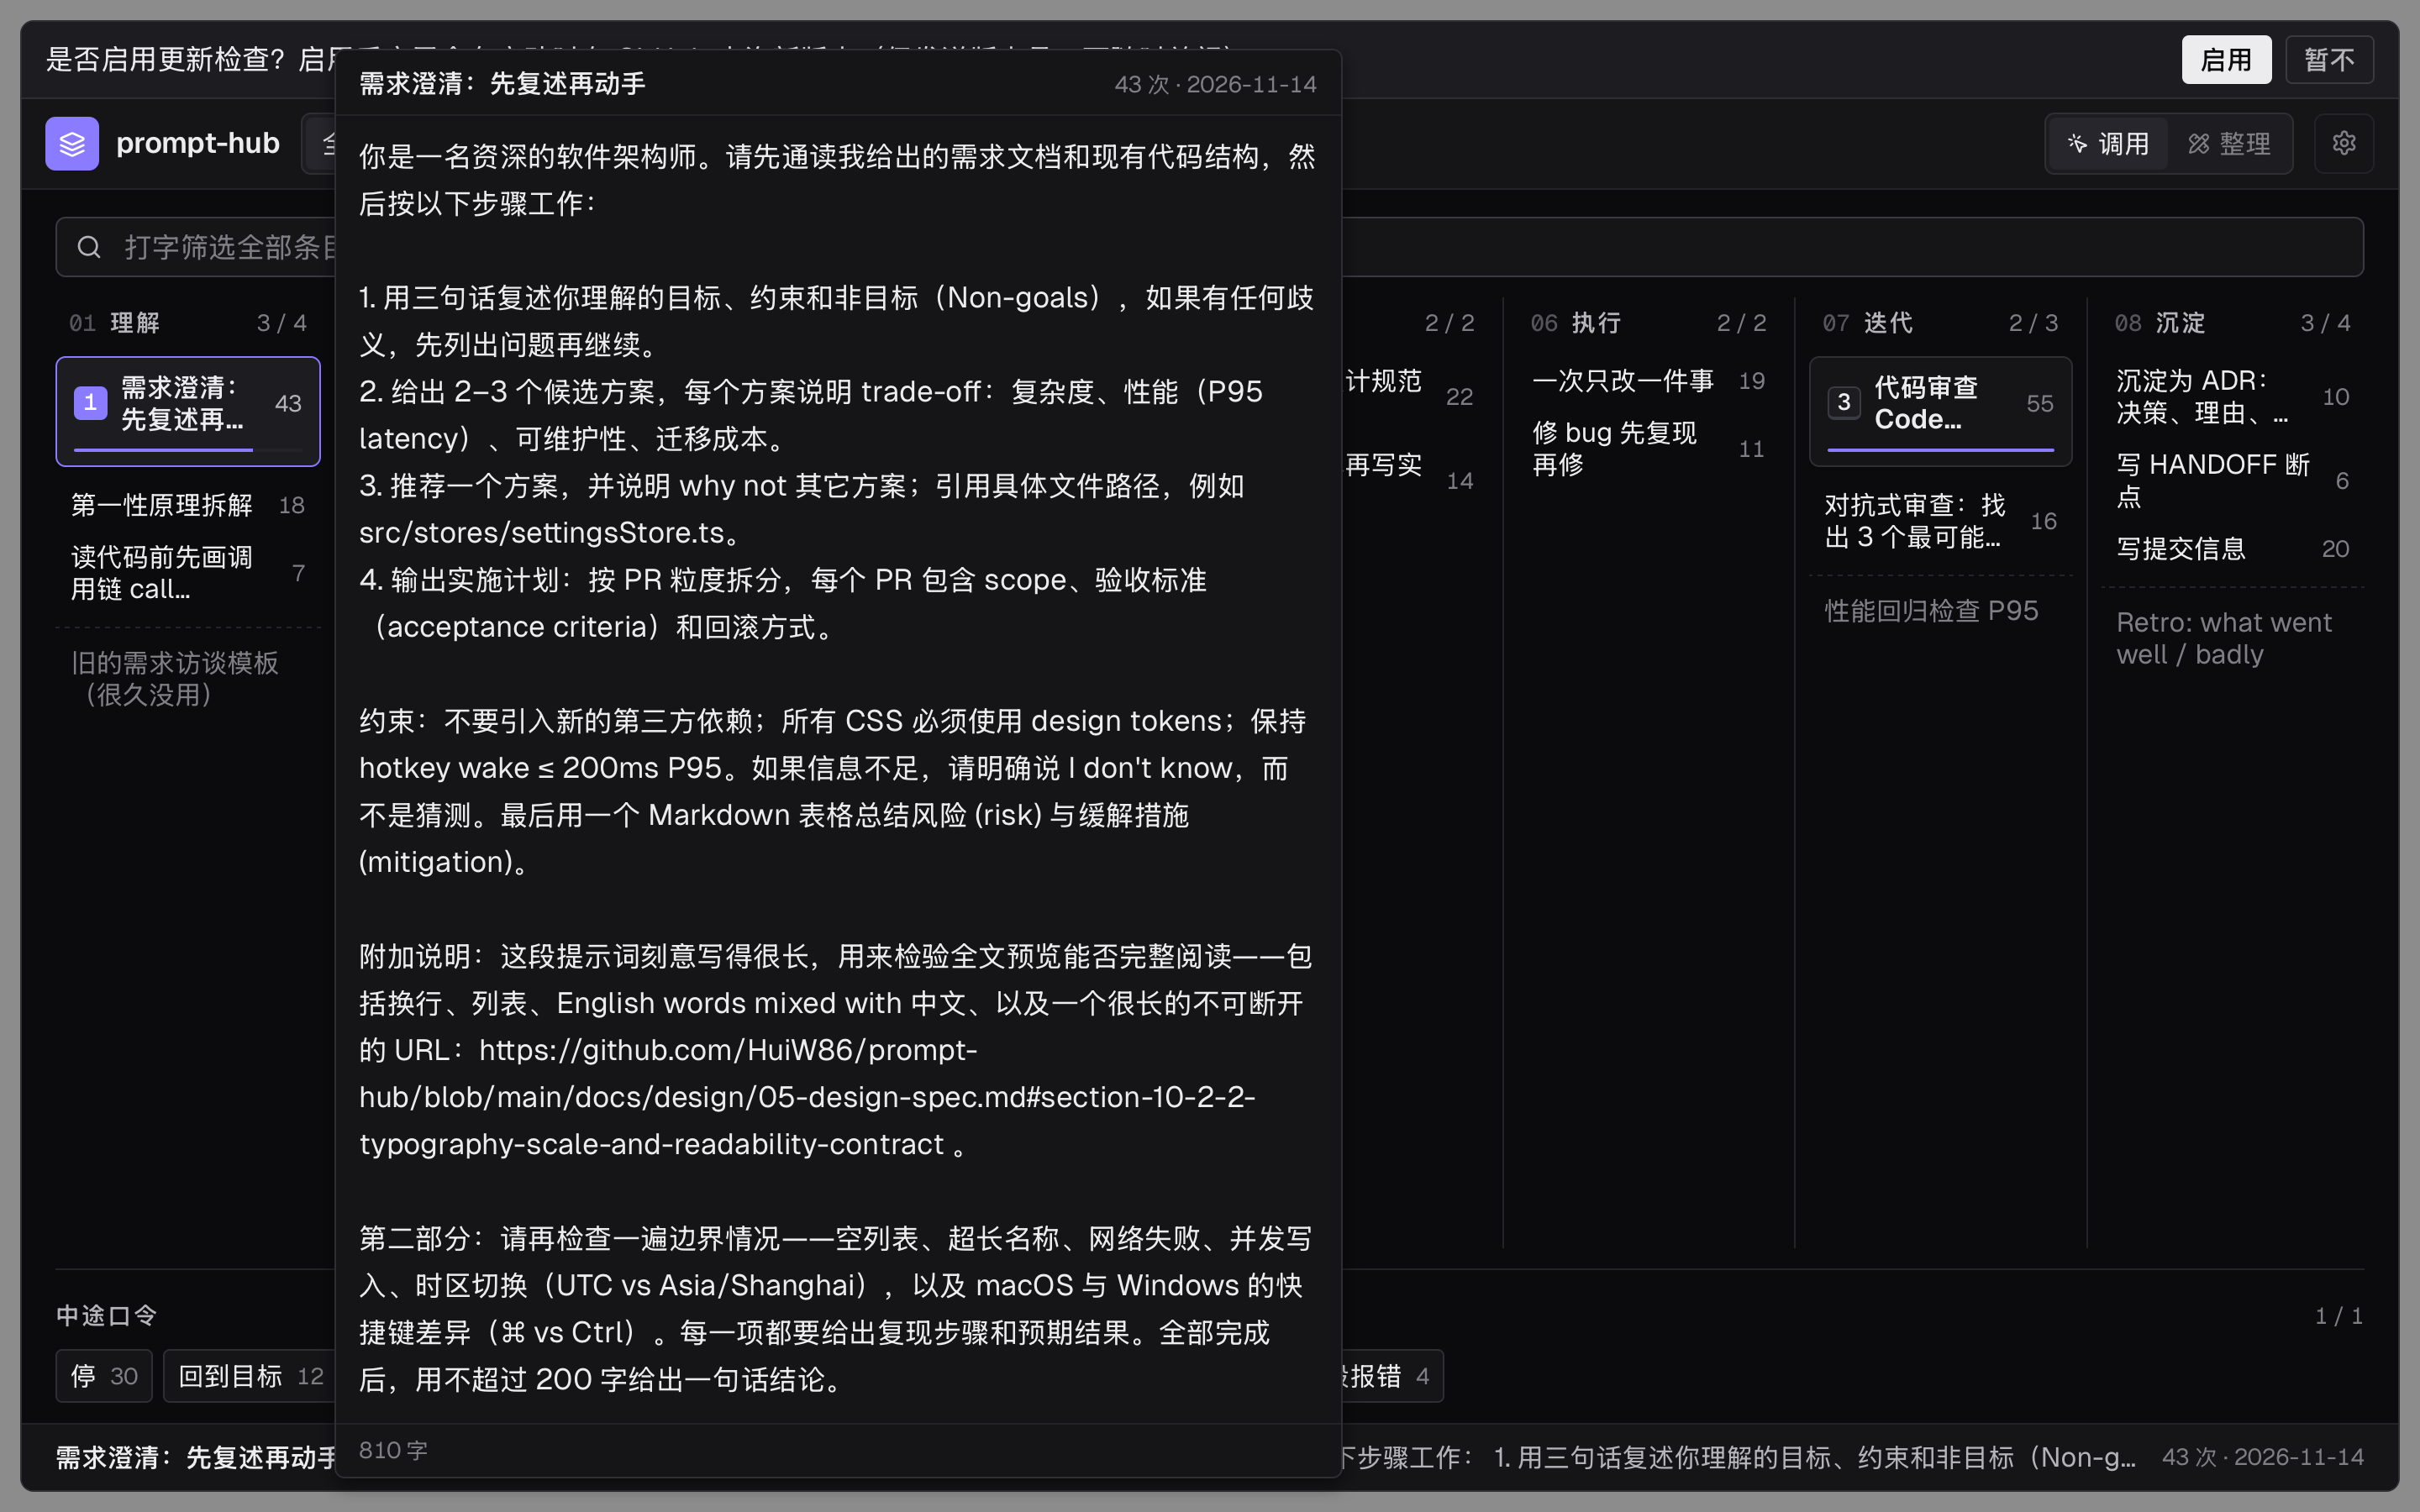 是否启用更新检查？启用
启用
暂不
prompt-hub
调用
整理
打字筛选全部条目
01 理解 3 / 4
1 需求澄清：先复述再… 43
第一性原理拆解 18
读代码前先画调用链 call… 7
旧的需求访谈模板（很久没用）
需求澄清：先复述再动手
43 次 · 2026-11-14
你是一名资深的软件架构师。请先通读我给出的需求文档和现有代码结构，然
后按以下步骤工作：
1. 用三句话复述你理解的目标、约束和非目标（Non-goals），如果有任何歧
义，先列出问题再继续。
2. 给出 2–3 个候选方案，每个方案说明 trade-off：复杂度、性能（P95
latency）、可维护性、迁移成本。
3. 推荐一个方案，并说明 why not 其它方案；引用具体文件路径，例如
src/stores/settingsStore.ts。
4. 输出实施计划：按 PR 粒度拆分，每个 PR 包含 scope、验收标准
（acceptance criteria）和回滚方式。
约束：不要引入新的第三方依赖；所有 CSS 必须使用 design tokens；保持
hotkey wake ≤ 200ms P95。如果信息不足，请明确说 I don't know，而
不是猜测。最后用一个 Markdown 表格总结风险 (risk) 与缓解措施
(mitigation)。
附加说明：这段提示词刻意写得很长，用来检验全文预览能否完整阅读——包
括换行、列表、English words mixed with 中文、以及一个很长的不可断开
的 URL：https://github.com/HuiW86/prompt-
hub/blob/main/docs/design/05-design-spec.md#section-10-2-2-
typography-scale-and-readability-contract 。
第二部分：请再检查一遍边界情况——空列表、超长名称、网络失败、并发写
入、时区切换（UTC vs Asia/Shanghai），以及 macOS 与 Windows 的快
捷键差异（⌘ vs Ctrl）。每一项都要给出复现步骤和预期结果。全部完成
后，用不超过 200 字给出一句话结论。
810 字
2 / 2
计规范 22
再写实 14
06 执行 2 / 2
一次只改一件事 19
修 bug 先复现再修 11
07 迭代 2 / 3
3 代码审查 Code… 55
对抗式审查：找出 3 个最可能… 16
性能回归检查 P95
08 沉淀 3 / 4
沉淀为 ADR：决策、理由、… 10
写 HANDOFF 断点 6
写提交信息 20
Retro: what went well / badly
中途口令
1 / 1
停 30
回到目标 12
报错 4
需求澄清：先复述再动手
下步骤工作： 1. 用三句话复述你理解的目标、约束和非目标（Non-g…
43 次 · 2026-11-14